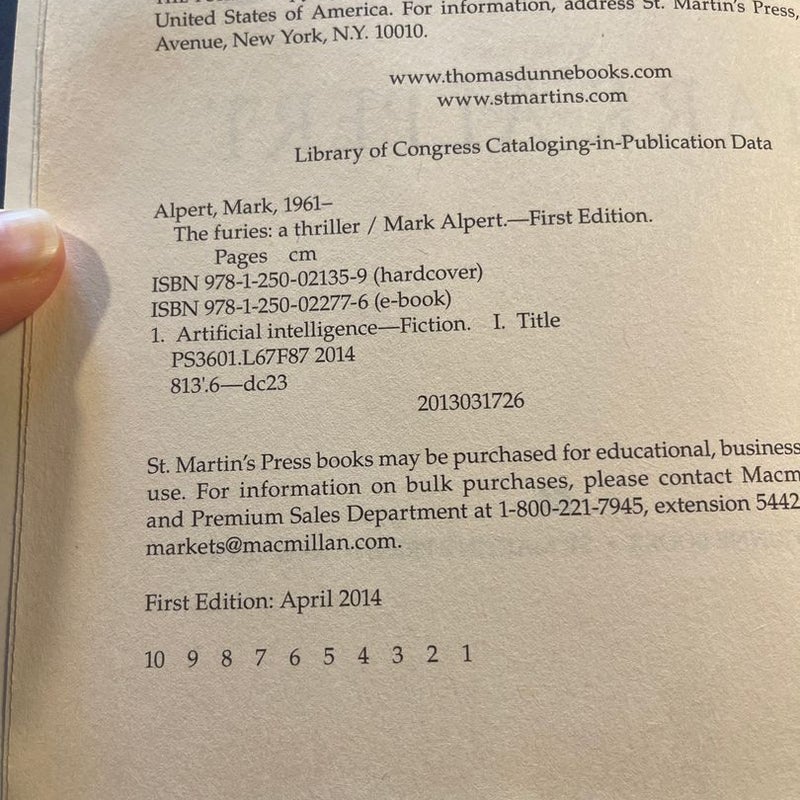 United States of America. For information, address St. Martin's Press,
Avenue, New York, N.Y. 10010.
www.thomasdunnebooks.com
www.stmartins.com
Library of Congress Cataloging-in-Publication Data
Alpert, Mark, 1961–
The furies: a thriller / Mark Alpert.—First Edition.
Pages cm
ISBN 978-1-250-02135-9 (hardcover)
ISBN 978-1-250-02277-6 (e-book)
1. Artificial intelligence—Fiction. I. Title
PS3601.L67F87 2014
813'.6—dc23
2013031726
St. Martin's Press books may be purchased for educational, business
use. For information on bulk purchases, please contact Macm
and Premium Sales Department at 1-800-221-7945, extension 5442
markets@macmillan.com.
First Edition: April 2014
10 9 8 7 6 5 4 3 2 1